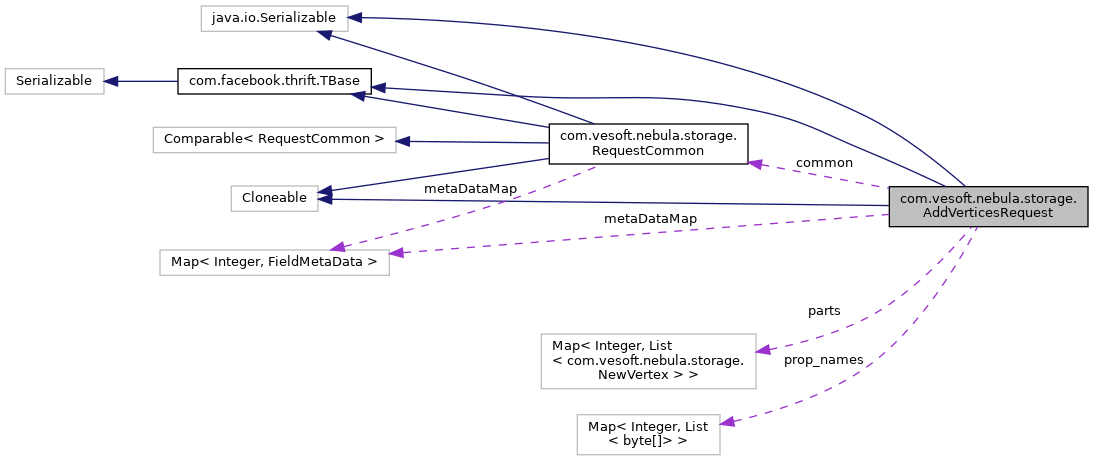 java.io.Serializable
Serializable
com.facebook.thrift.TBase
Comparable< RequestCommon >
com.vesoft.nebula.storage.
RequestCommon
common
metaDataMap
Cloneable
com.vesoft.nebula.storage.
AddVerticesRequest
metaDataMap
Map< Integer, FieldMetaData >
parts
Map< Integer, List
< com.vesoft.nebula.storage.
NewVertex > >
prop_names
Map< Integer, List
< byte[]> >